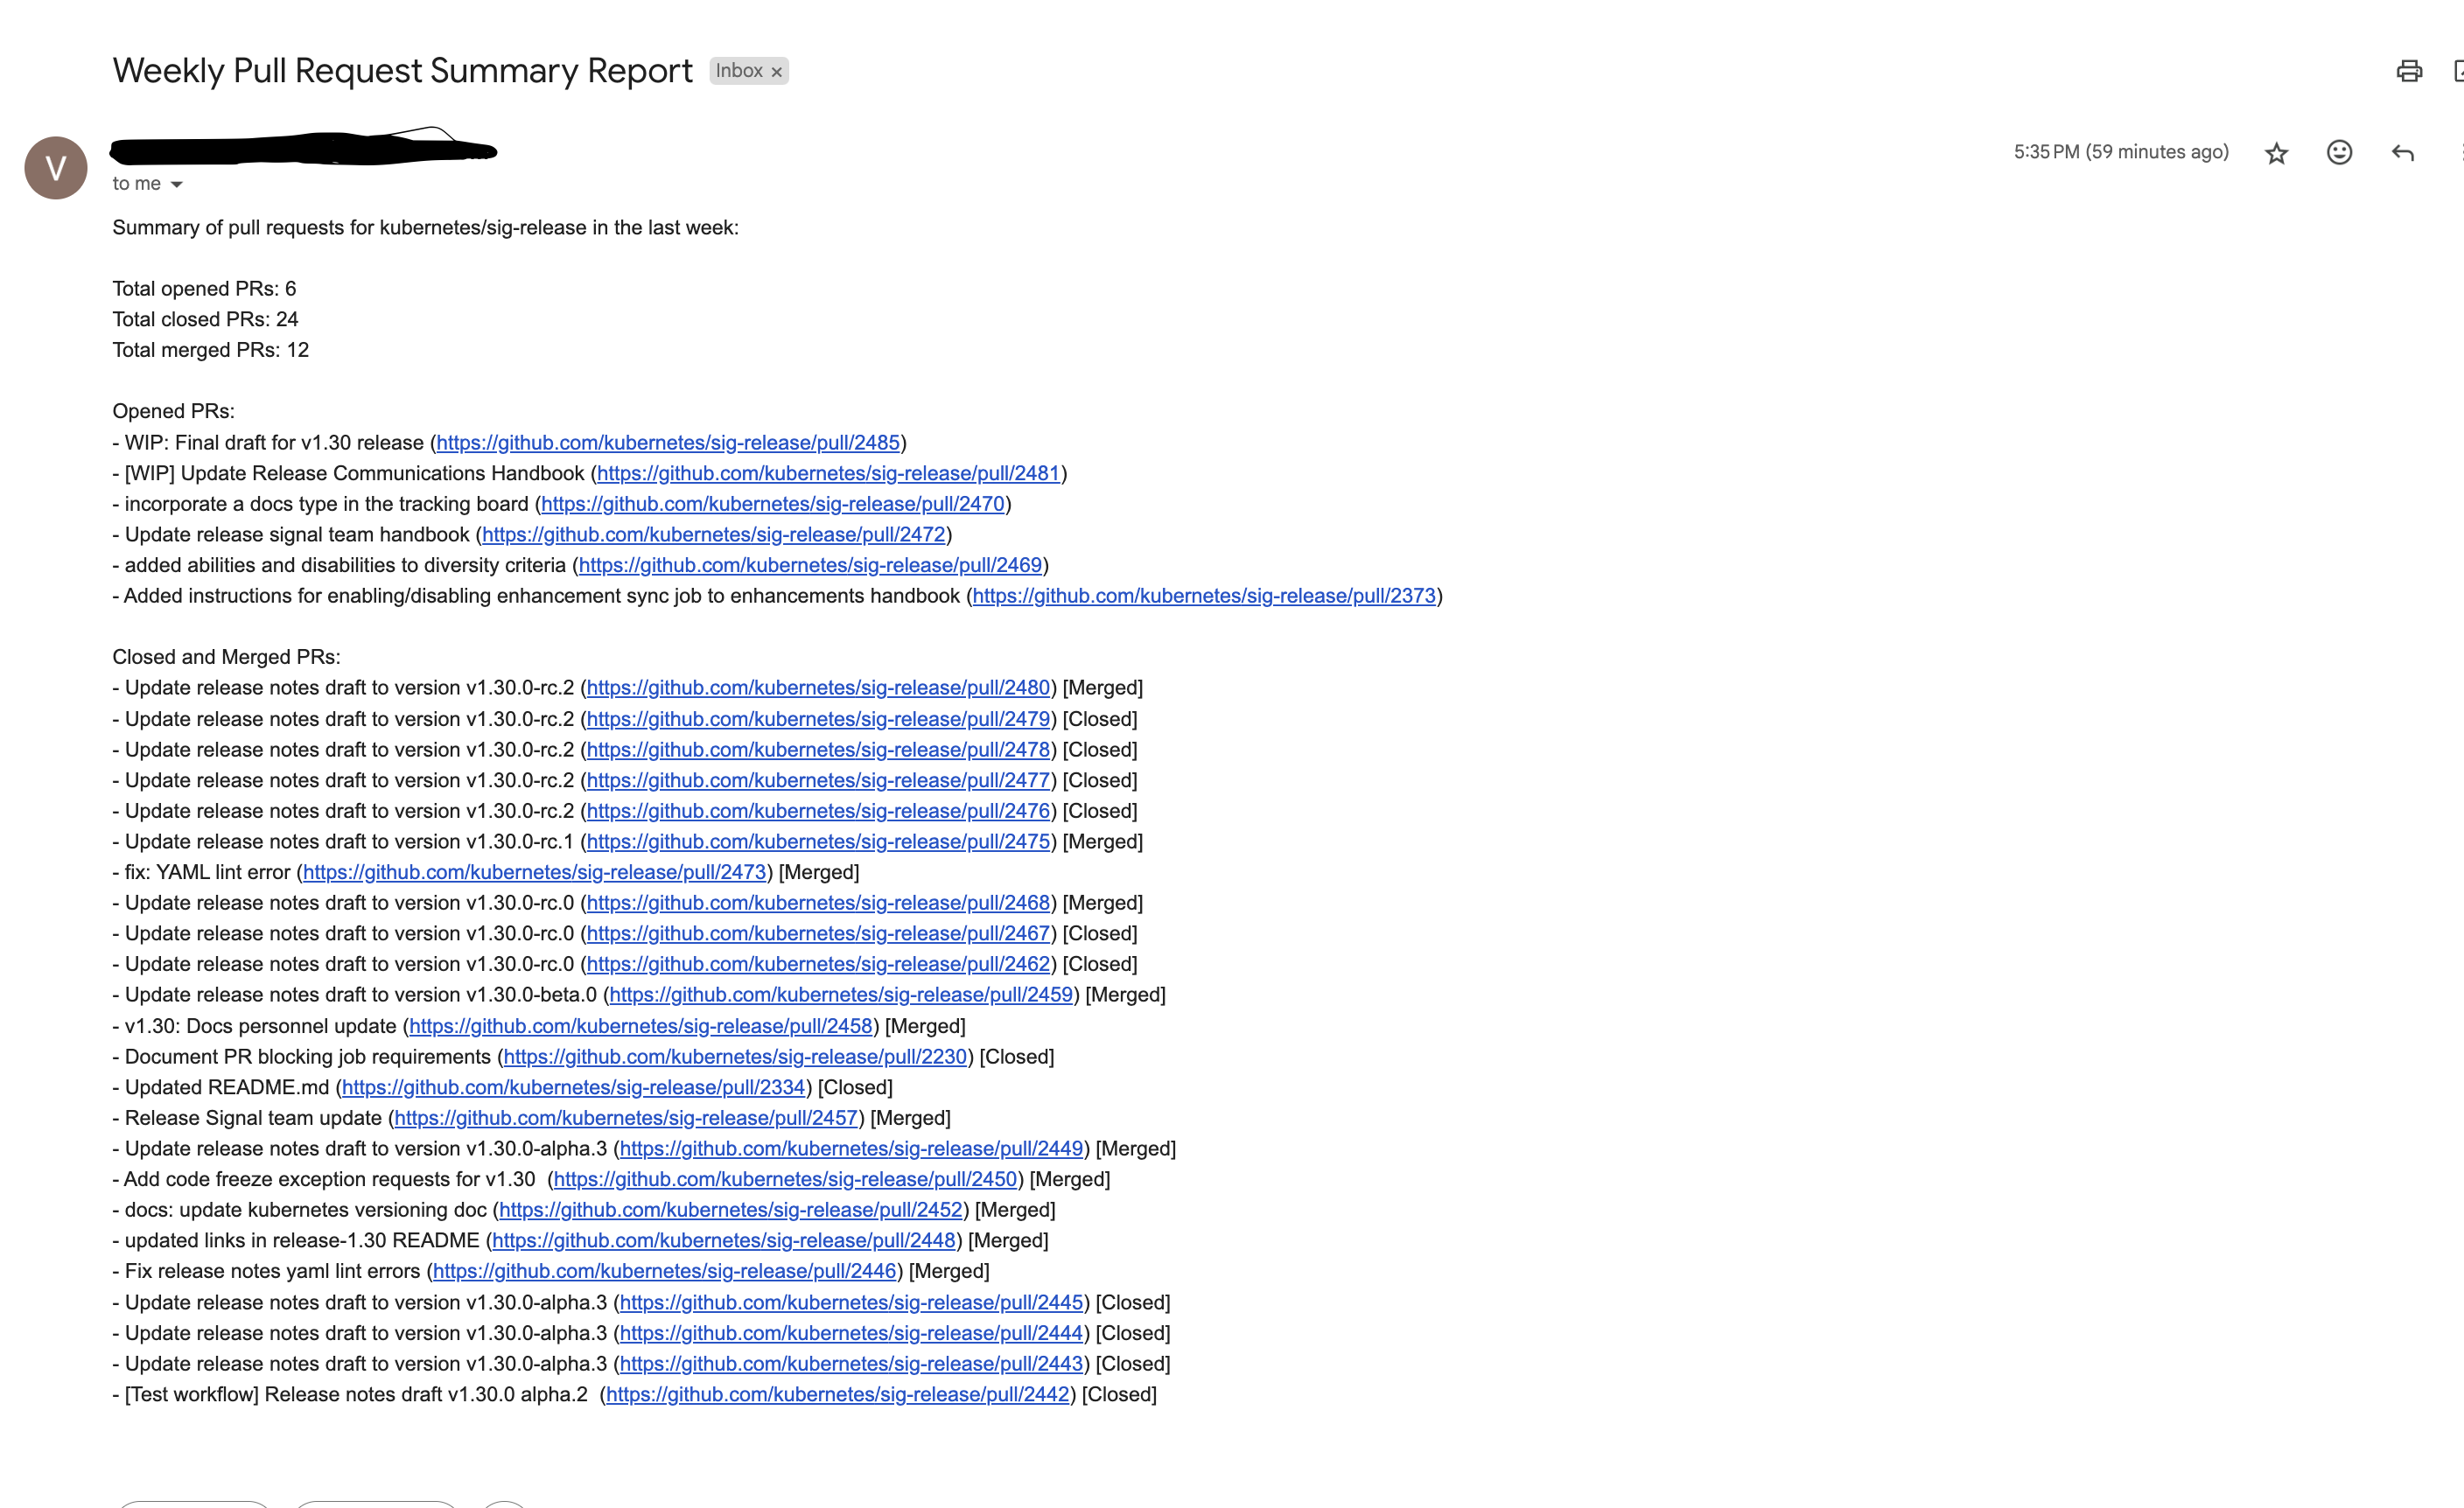 Weekly Pull Request Summary Report Inbox ×
V
5:35 PM (59 minutes ago)
to me
Summary of pull requests for kubernetes/sig-release in the last week:
Total opened PRs: 6
Total closed PRs: 24
Total merged PRs: 12
Opened PRs:
- WIP: Final draft for v1.30 release (https://github.com/kubernetes/sig-release/pull/2485)
- [WIP] Update Release Communications Handbook (https://github.com/kubernetes/sig-release/pull/2481)
- incorporate a docs type in the tracking board (https://github.com/kubernetes/sig-release/pull/2470)
- Update release signal team handbook (https://github.com/kubernetes/sig-release/pull/2472)
- added abilities and disabilities to diversity criteria (https://github.com/kubernetes/sig-release/pull/2469)
- Added instructions for enabling/disabling enhancement sync job to enhancements handbook (https://github.com/kubernetes/sig-release/pull/2373)
Closed and Merged PRs:
- Update release notes draft to version v1.30.0-rc.2 (https://github.com/kubernetes/sig-release/pull/2480) [Merged]
- Update release notes draft to version v1.30.0-rc.2 (https://github.com/kubernetes/sig-release/pull/2479) [Closed]
- Update release notes draft to version v1.30.0-rc.2 (https://github.com/kubernetes/sig-release/pull/2478) [Closed]
- Update release notes draft to version v1.30.0-rc.2 (https://github.com/kubernetes/sig-release/pull/2477) [Closed]
- Update release notes draft to version v1.30.0-rc.2 (https://github.com/kubernetes/sig-release/pull/2476) [Closed]
- Update release notes draft to version v1.30.0-rc.1 (https://github.com/kubernetes/sig-release/pull/2475) [Merged]
- fix: YAML lint error (https://github.com/kubernetes/sig-release/pull/2473) [Merged]
- Update release notes draft to version v1.30.0-rc.0 (https://github.com/kubernetes/sig-release/pull/2468) [Merged]
- Update release notes draft to version v1.30.0-rc.0 (https://github.com/kubernetes/sig-release/pull/2467) [Closed]
- Update release notes draft to version v1.30.0-rc.0 (https://github.com/kubernetes/sig-release/pull/2462) [Closed]
- Update release notes draft to version v1.30.0-beta.0 (https://github.com/kubernetes/sig-release/pull/2459) [Merged]
- v1.30: Docs personnel update (https://github.com/kubernetes/sig-release/pull/2458) [Merged]
- Document PR blocking job requirements (https://github.com/kubernetes/sig-release/pull/2230) [Closed]
- Updated README.md (https://github.com/kubernetes/sig-release/pull/2334) [Closed]
- Release Signal team update (https://github.com/kubernetes/sig-release/pull/2457) [Merged]
- Update release notes draft to version v1.30.0-alpha.3 (https://github.com/kubernetes/sig-release/pull/2449) [Merged]
- Add code freeze exception requests for v1.30 (https://github.com/kubernetes/sig-release/pull/2450) [Merged]
- docs: update kubernetes versioning doc (https://github.com/kubernetes/sig-release/pull/2452) [Merged]
- updated links in release-1.30 README (https://github.com/kubernetes/sig-release/pull/2448) [Merged]
- Fix release notes yaml lint errors (https://github.com/kubernetes/sig-release/pull/2446) [Merged]
- Update release notes draft to version v1.30.0-alpha.3 (https://github.com/kubernetes/sig-release/pull/2445) [Closed]
- Update release notes draft to version v1.30.0-alpha.3 (https://github.com/kubernetes/sig-release/pull/2444) [Closed]
- Update release notes draft to version v1.30.0-alpha.3 (https://github.com/kubernetes/sig-release/pull/2443) [Closed]
- [Test workflow] Release notes draft v1.30.0 alpha.2 (https://github.com/kubernetes/sig-release/pull/2442) [Closed]